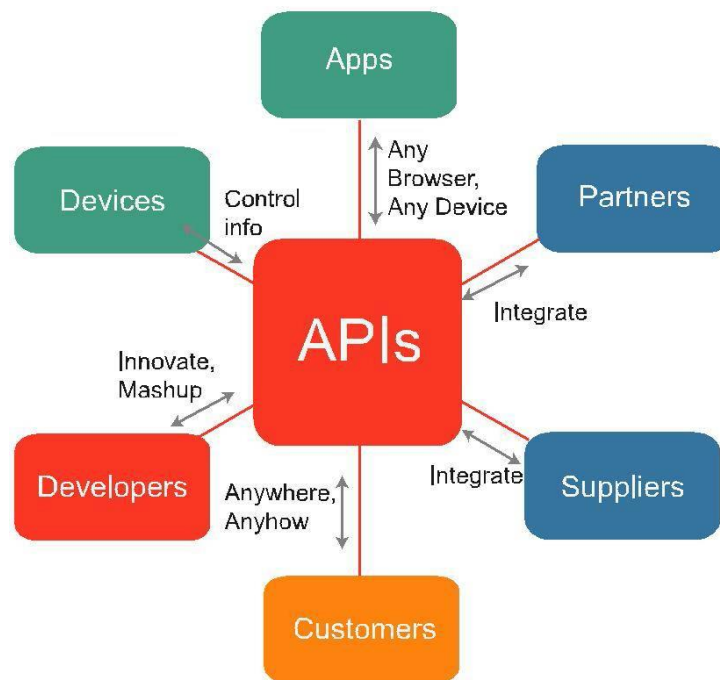 Apps
Any
Browser,
Any Device
Devices
Control
info
Partners
APIs
Integrate
Innovate,
Mashup
Developers
Anywhere,
Anyhow
Integrate
Suppliers
Customers